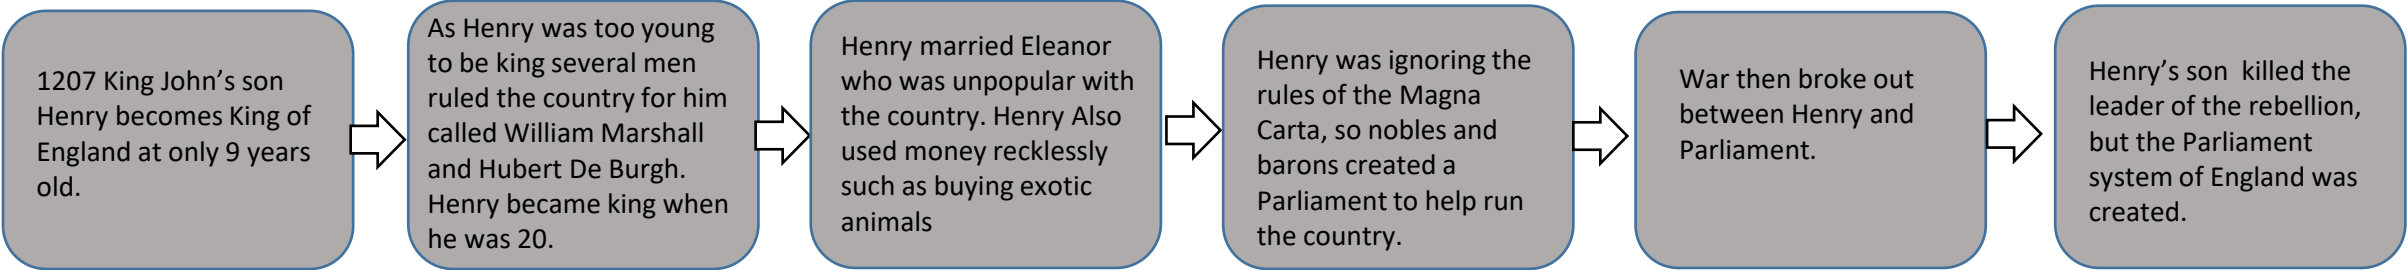 1207 King John’s son
Henry becomes King of
England at only 9 years
old.
As Henry was too young
to be king several men
ruled the country for him
called William Marshall
and Hubert De Burgh.
Henry became king when
he was 20.
Henry married Eleanor
who was unpopular with
the country. Henry Also
used money recklessly
such as buying exotic
animals
Henry was ignoring the
rules of the Magna
Carta, so nobles and
barons created a
Parliament to help run
the country.
War then broke out
between Henry and
Parliament.
Henry’s son killed the
leader of the rebellion,
but the Parliament
system of England was
created.